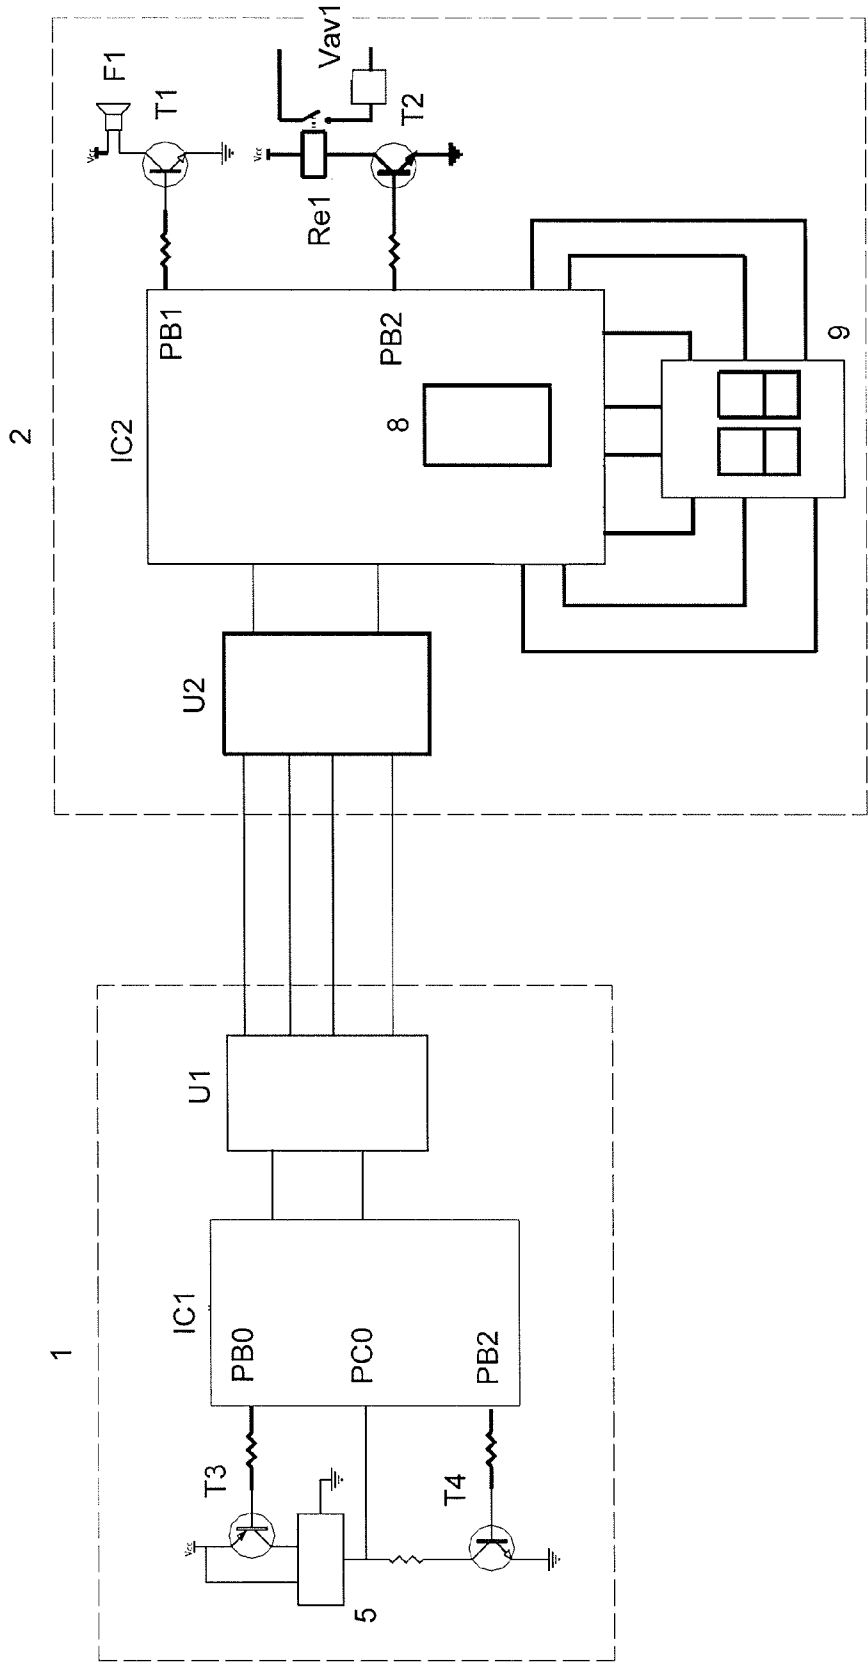 2
F1
T1
Vcc
Vav1
T2
Vcc
Re1
PB1
IC2
PB2
8
9
U2
1
U1
IC1
PB0
PC0
PB2
T3
Vcc
T4
5